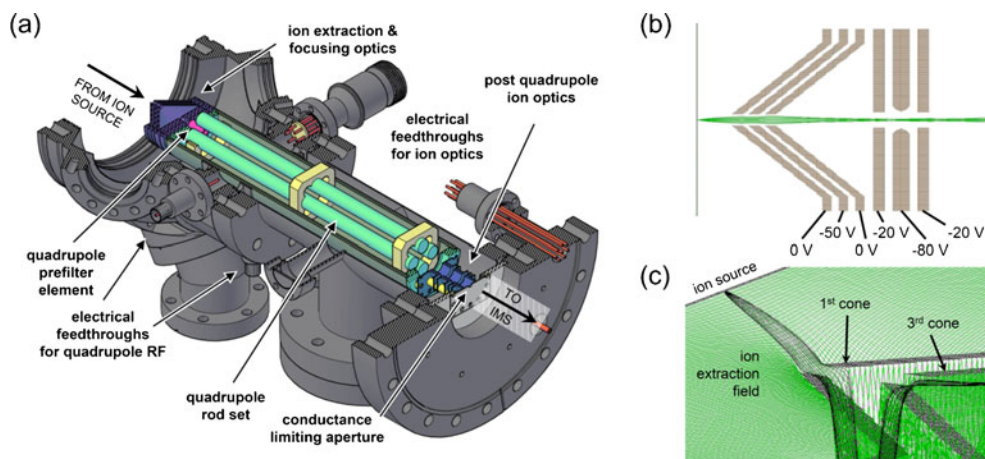 (a)
ion extraction &
focusing optics
FROM ION
SOURCE
post quadrupole
ion optics
electrical
feedthroughs
for ion optics
quadrupole
prefilter
element
electrical
feedthroughs
for quadrupole RF
quadrupole
rod set
conductance
limiting aperture
TO
IMS
(b)
0 V
-50 V
0 V
-20 V
-80 V
-20 V
(c)
ion source
1st cone
3rd cone
ion
extraction
field